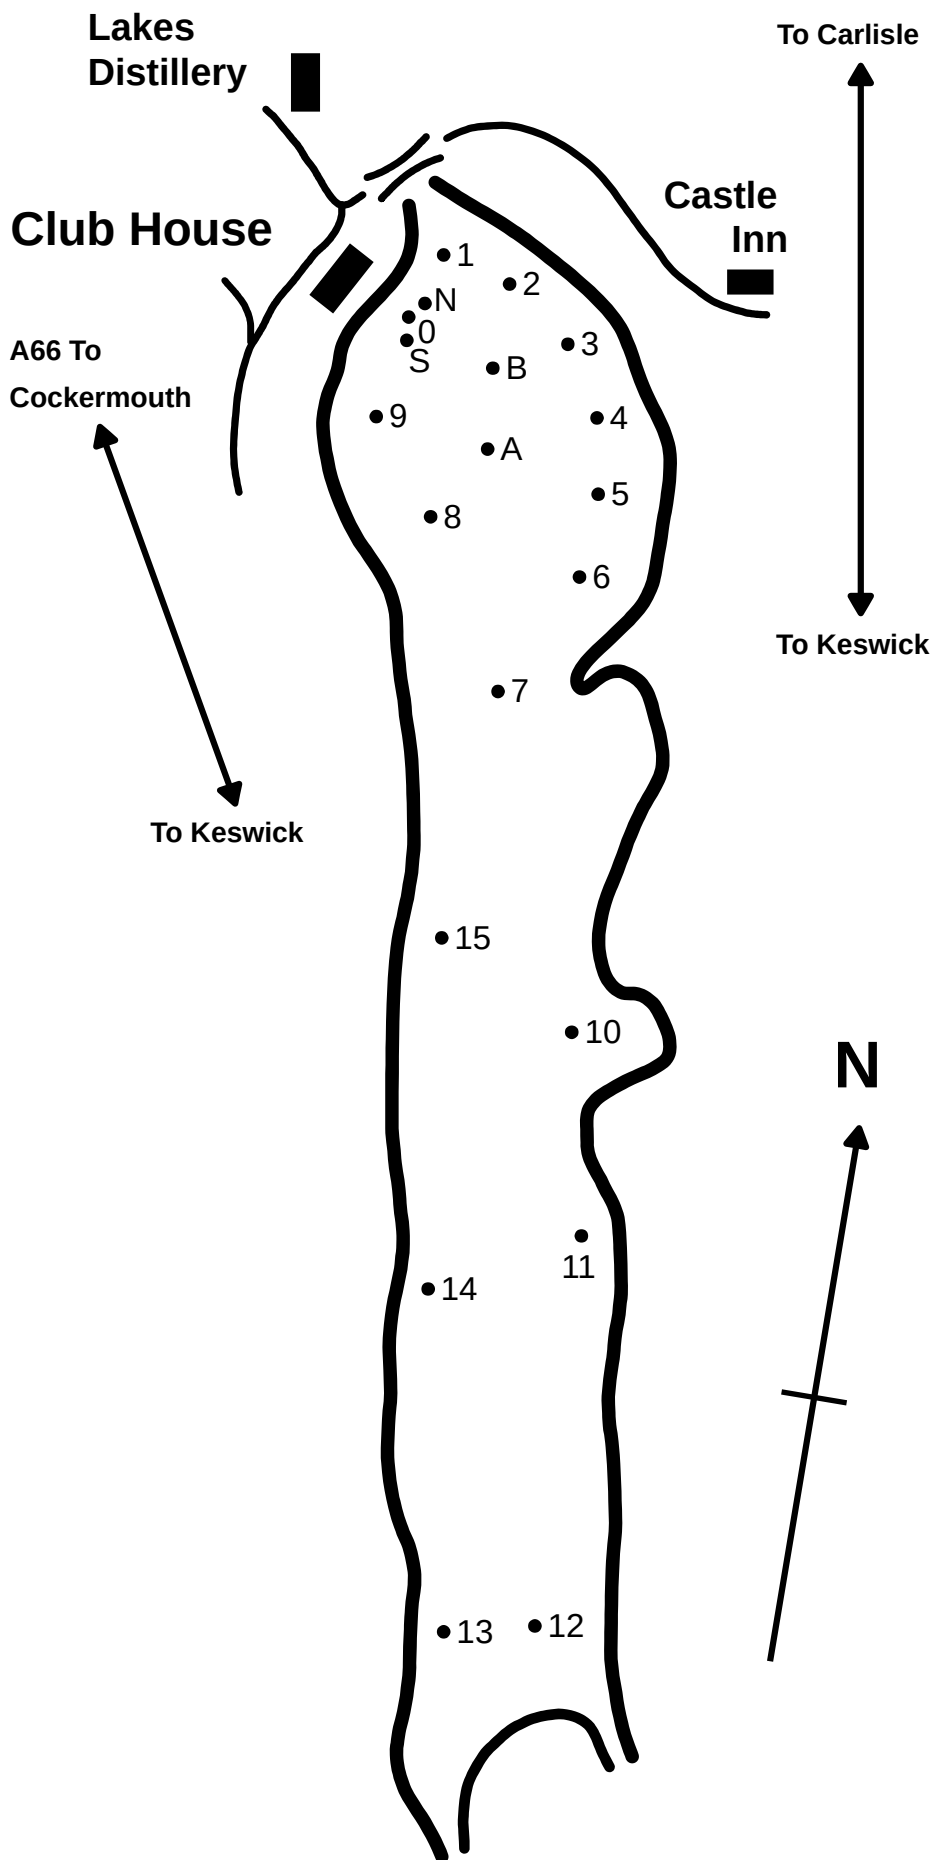 Lakes
Distillery
To Carlisle
Castle
Inn
Club House
1
2
N
0
S
3
B
A66 To
Cockermouth
9
4
A
5
8
6
To Keswick
7
To Keswick
15
10
N
11
14
13
12